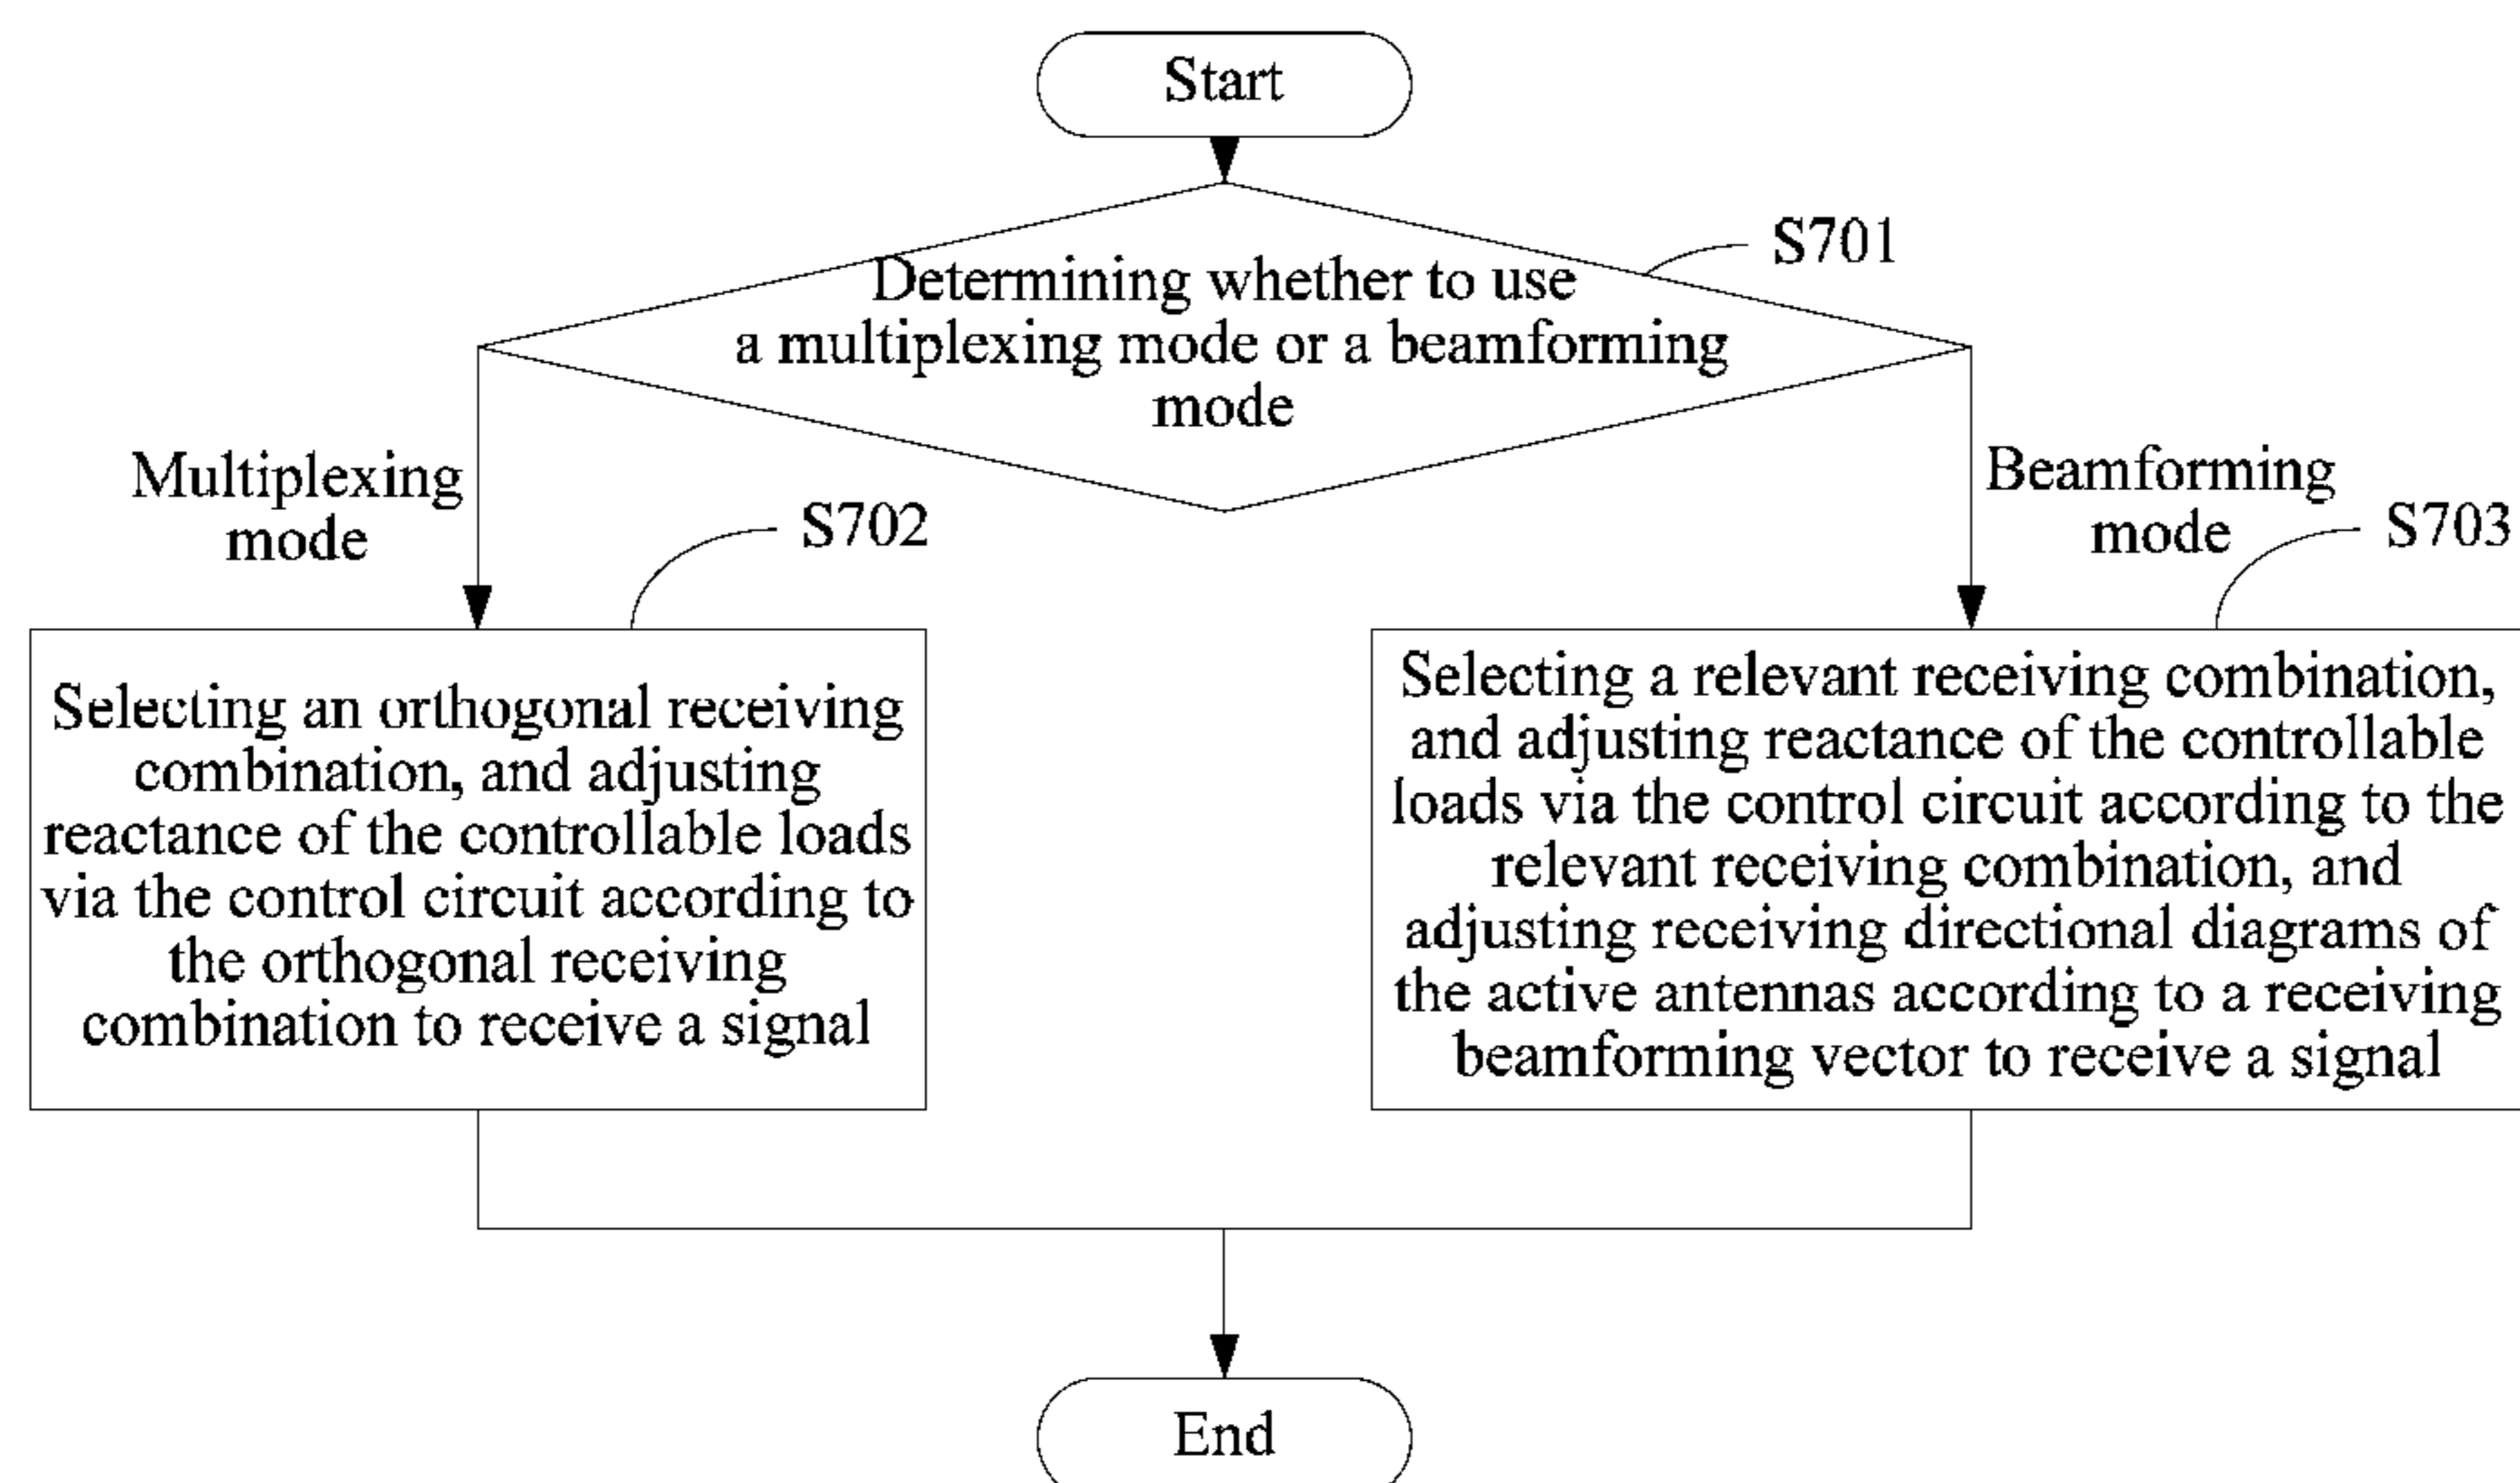 Start
S701
Determining whether to use
a multiplexing mode or a beamforming
mode
Multiplexing
mode
S702
Beamforming
mode
S703
Selecting an orthogonal receiving
combination, and adjusting
reactance of the controllable loads
via the control circuit according to
the orthogonal receiving
combination to receive a signal
Selecting a relevant receiving combination,
and adjusting reactance of the controllable
loads via the control circuit according to the
relevant receiving combination, and
adjusting receiving directional diagrams of
the active antennas according to a receiving
beamforming vector to receive a signal
End